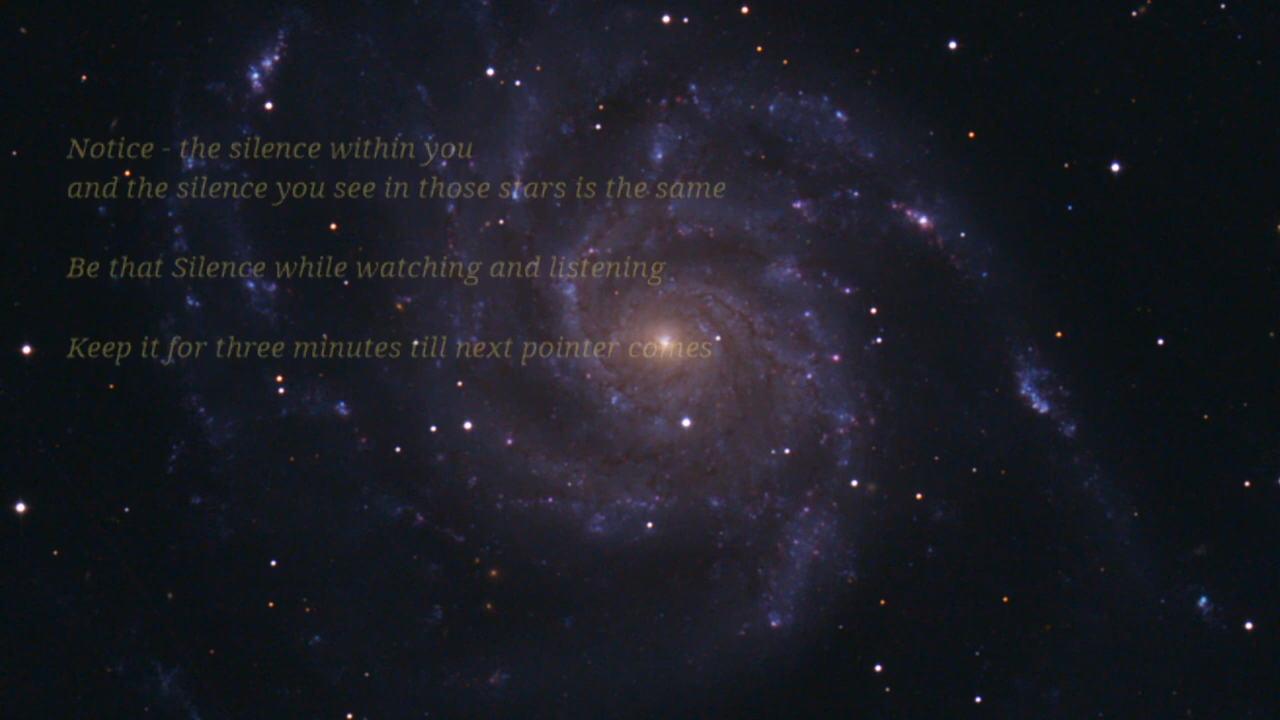 Notice - the silence within you
and the silence you see in those stars is the same
Be that Silence while watching and listening
Keep it for three minutes till next pointer comes